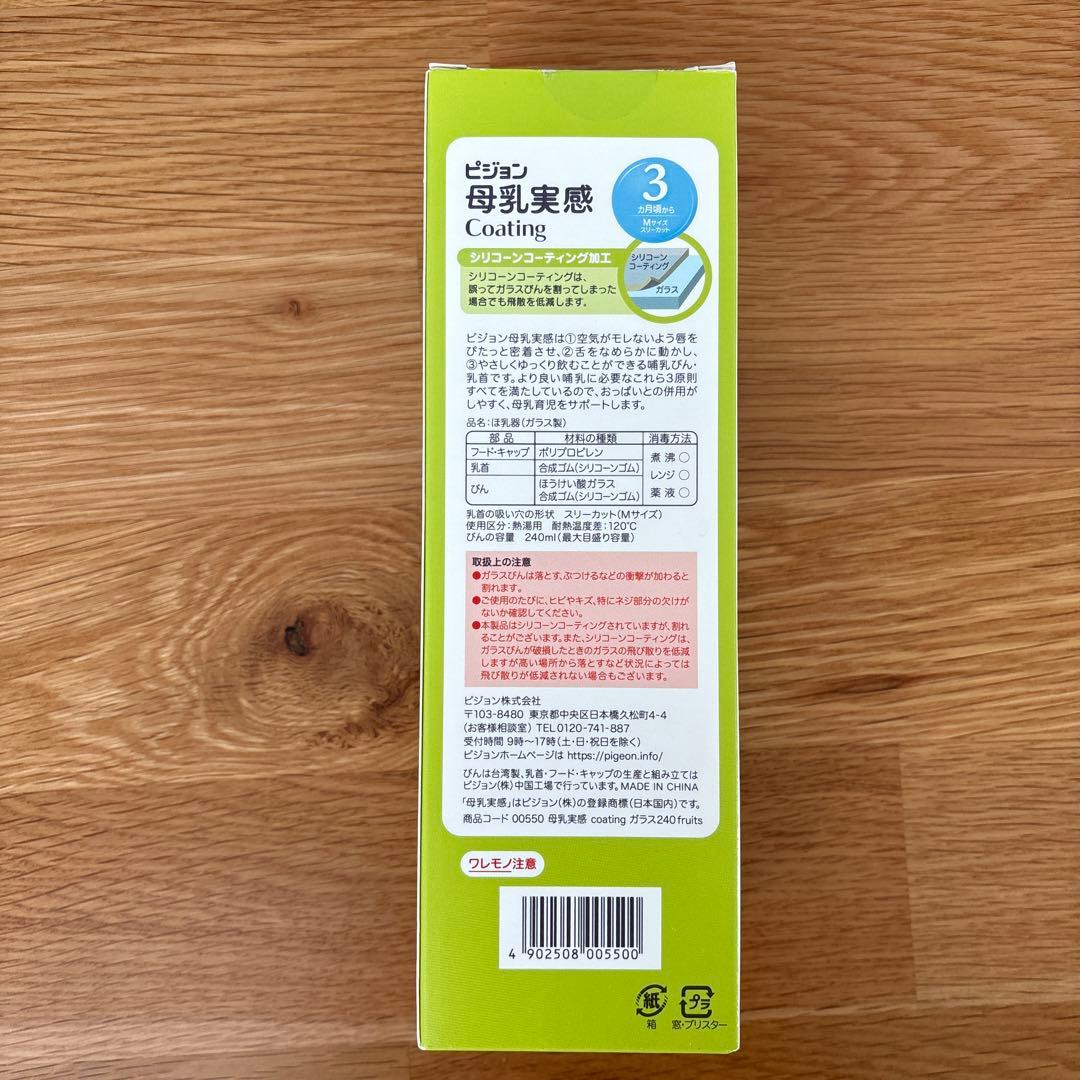 ピジョン
母乳実感
Coating
3
カ月頃から
Mサイズ
スリーカット
シリコーンコーティング加工
シリコーンコーティングは、
誤ってガラスびんを割ってしまった
場合でも飛散を低減します。
シリコーン
コーティング
ガラス
ピジョン母乳実感は①空気がモレないよう唇を
ぴたっと密着させ、②舌をなめらかに動かし、
③やさしくゆっくり飲むことができる哺乳びん・
乳首です。より良い哺乳に必要なこれら3原則
すべてを満たしているので、おっぱいとの併用が
しやすく、母乳育児をサポートします。
品名：ほ乳器（ガラス製）
部品 材料の種類 消毒方法
フード・キャップ ポリプロピレン
煮沸○
乳首 合成ゴム（シリコーンゴム）
レンジ○
びん ほうけい酸ガラス
合成ゴム（シリコーンゴム）
薬液○
乳首の吸い穴の形状 スリーカット（Mサイズ）
使用区分：熱湯用 耐熱温度差：120℃
びんの容量 240ml（最大目盛り容量）
取扱上の注意
●ガラスびんは落とす、ぶつけるなどの衝撃が加わると
割れます。
●ご使用のたびに、ヒビやキズ、特にネジ部分の欠けが
ないか確認してください。
●本製品はシリコーンコーティングされていますが、割れ
ることがございます。また、シリコーンコーティングは、
ガラスびんが破損したときのガラスの飛び散りを低減
しますが高い場所から落とすなど状況によっては
飛び散りが低減されない場合もございます。
ピジョン株式会社
〒103-8480 東京都中央区日本橋久松町4-4
（お客様相談室）TEL0120-741-887
受付時間 9時～17時（土・日・祝日を除く）
ピジョンホームページは https://pigeon.info/
びんは台湾製、乳首・フード・キャップの生産と組み立ては
ピジョン（株）中国工場で行っています。MADE IN CHINA
「母乳実感」はピジョン（株）の登録商標（日本国内）です。
商品コード 00550 母乳実感 coating ガラス240fruits
ワレモノ注意
4 902508 005500
紙
箱
プラ
窓・ブリスター